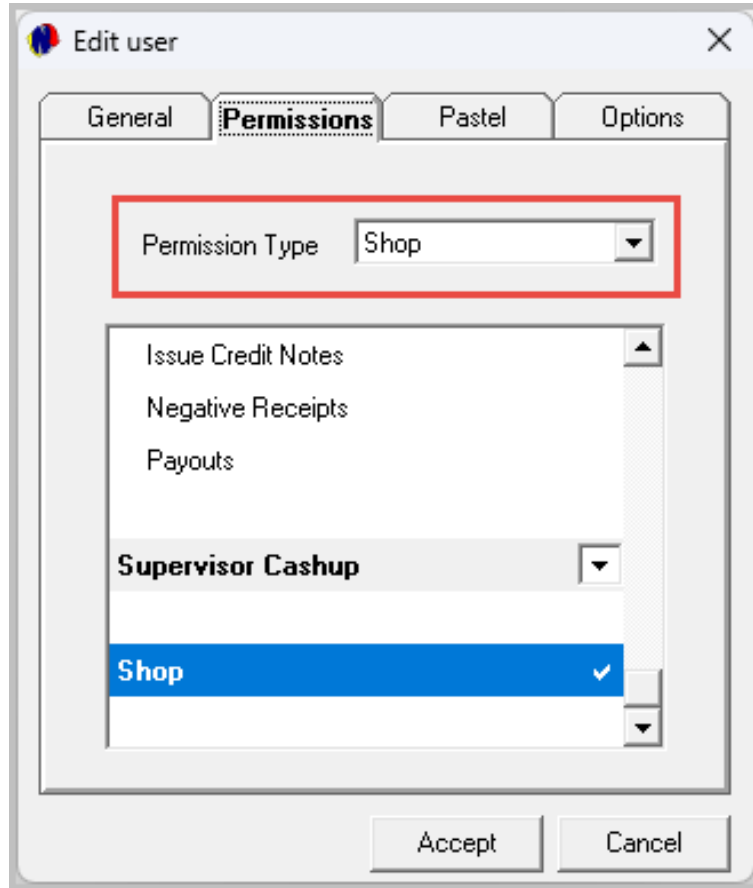 Edit user
General Permissions Pastel Options
Permission Type Shop
Issue Credit Notes
Negative Receipts
Payouts
Supervisor Cashup
Shop
Accept Cancel